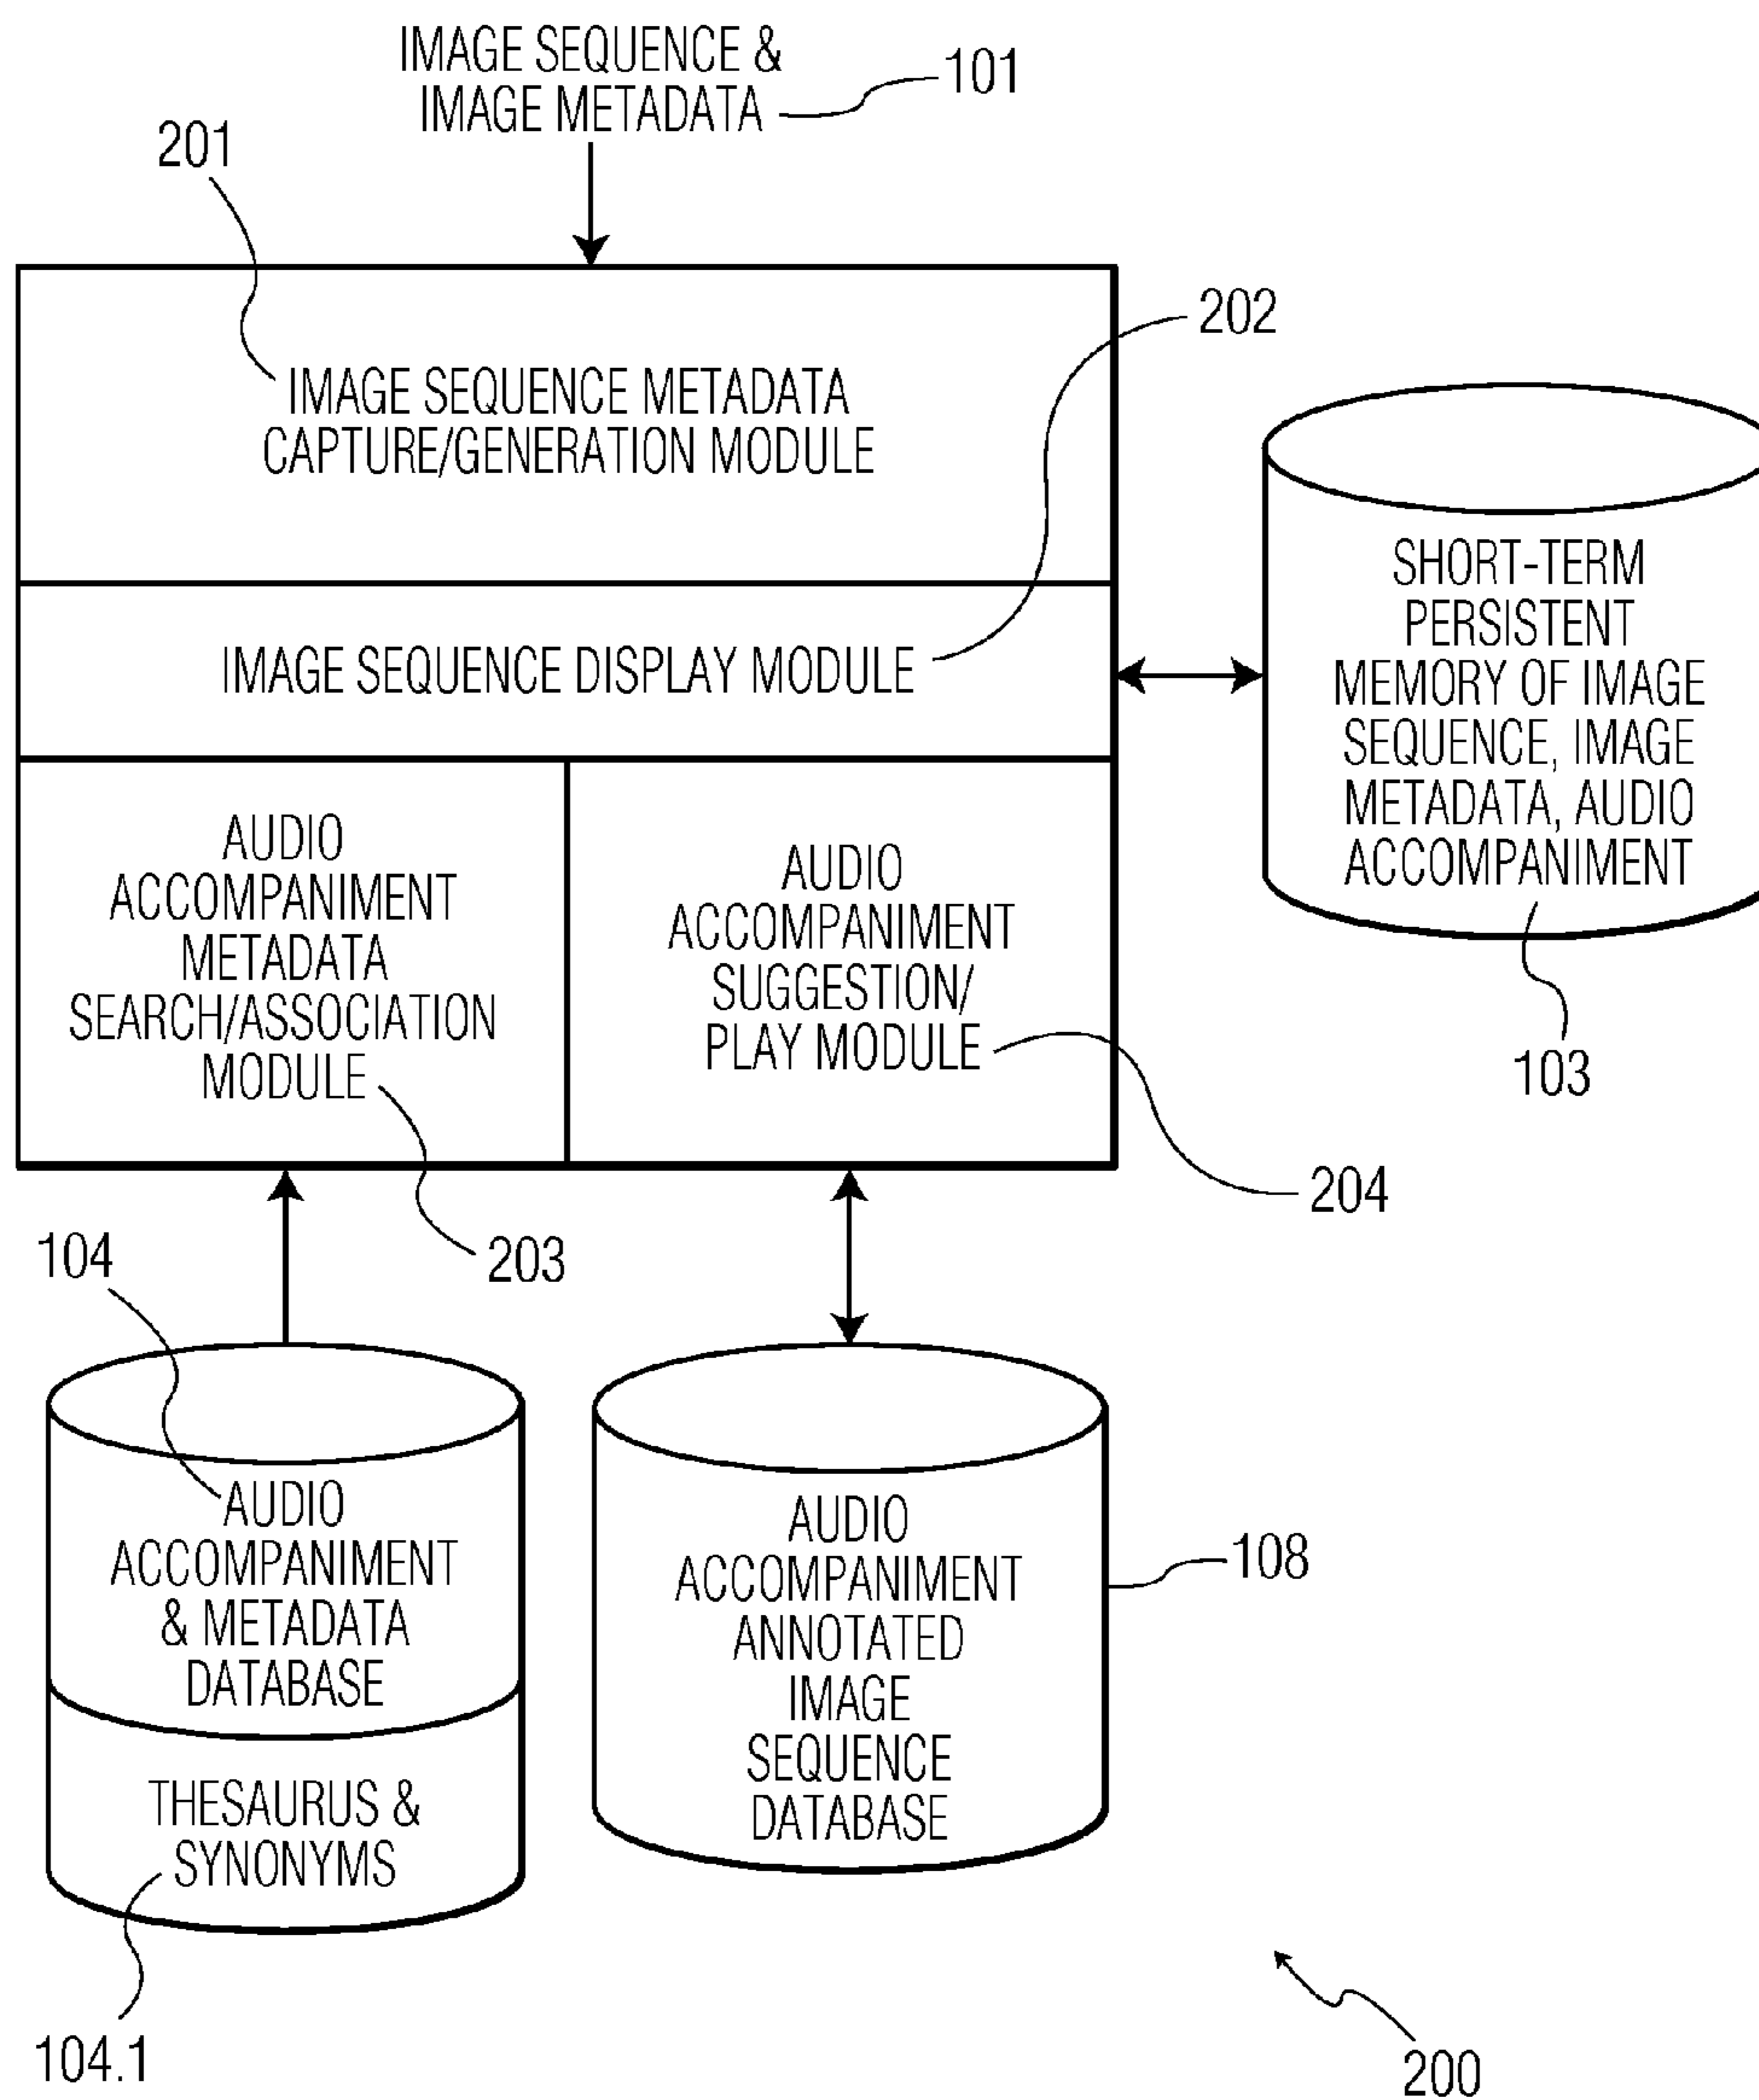 IMAGE SEQUENCE &
IMAGE METADATA
101
201
IMAGE SEQUENCE METADATA
CAPTURE/GENERATION MODULE
202
IMAGE SEQUENCE DISPLAY MODULE
SHORT-TERM
PERSISTENT
MEMORY OF IMAGE
SEQUENCE, IMAGE
METADATA, AUDIO
ACCOMPANIMENT
103
AUDIO
ACCOMPANIMENT
METADATA
SEARCH/ASSOCIATION
MODULE
203
AUDIO
ACCOMPANIMENT
SUGGESTION/
PLAY MODULE
204
104
AUDIO
ACCOMPANIMENT
& METADATA
DATABASE
THESAURUS &
SYNONYMS
104.1
AUDIO
ACCOMPANIMENT
ANNOTATED
IMAGE
SEQUENCE
DATABASE
108
200